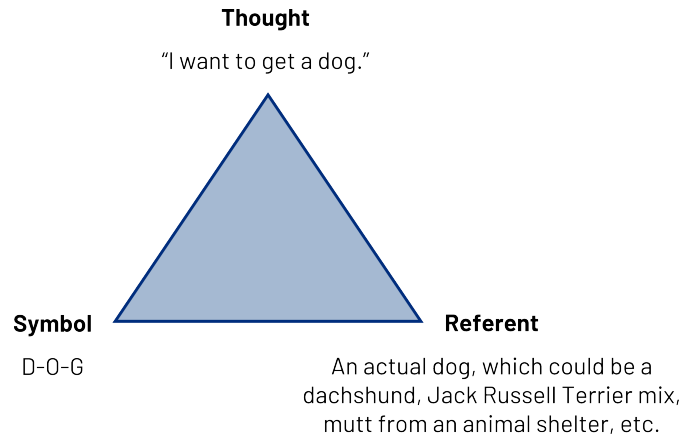 Thought
“I want to get a dog.”
Symbol
D-O-G
Referent
An actual dog, which could be a
dachshund, Jack Russell Terrier mix,
mutt from an animal shelter, etc.